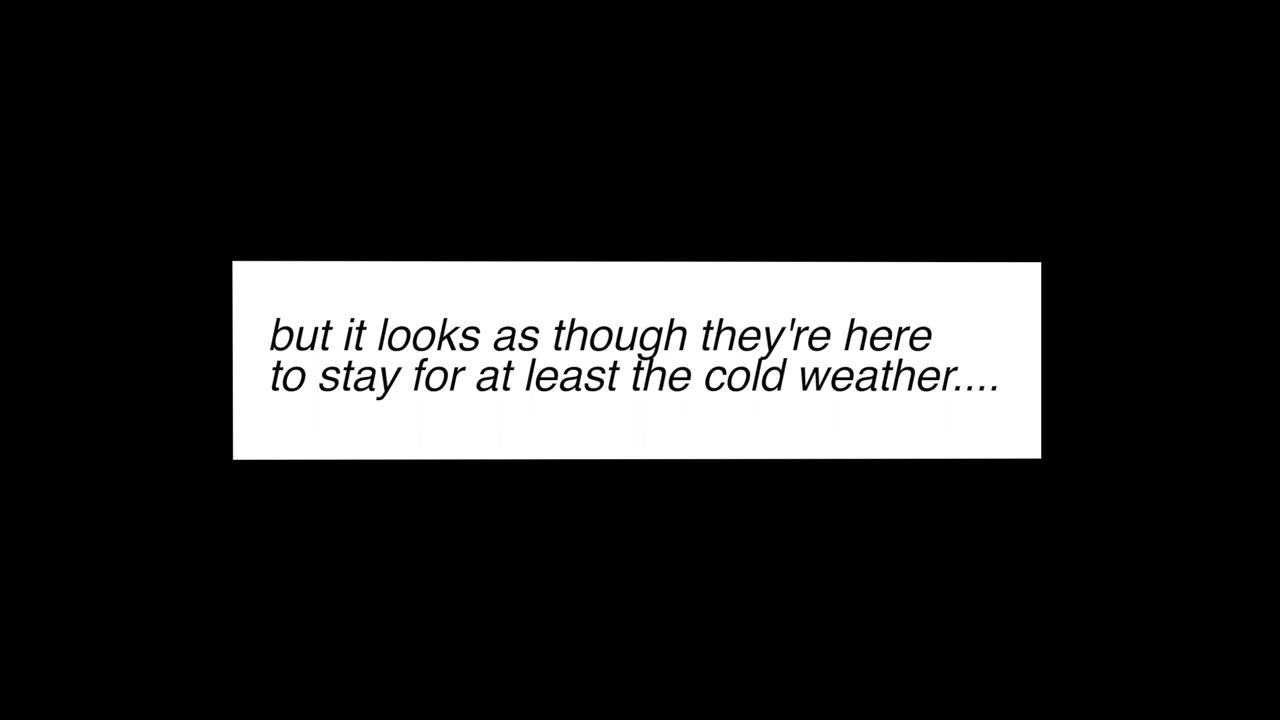 but it looks as though they're here
to stay for at least the cold weather....